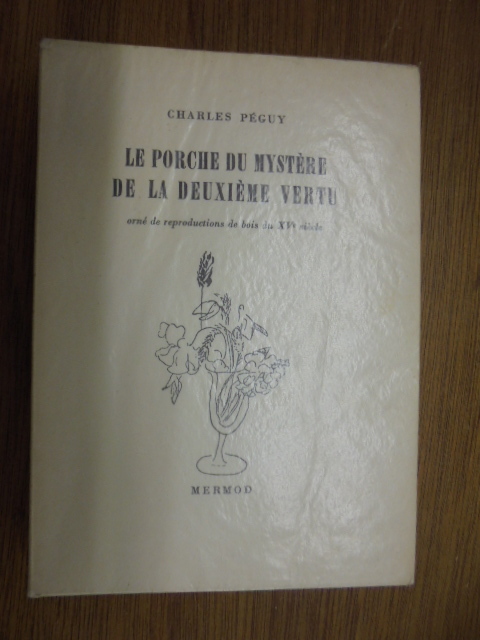 CHARLES PÉGUY
LE PORCHE DU MYSTÈRE
DE LA DEUXIÈME VERTU
orné de reproductions de bois du XVe siècle
MERMOD